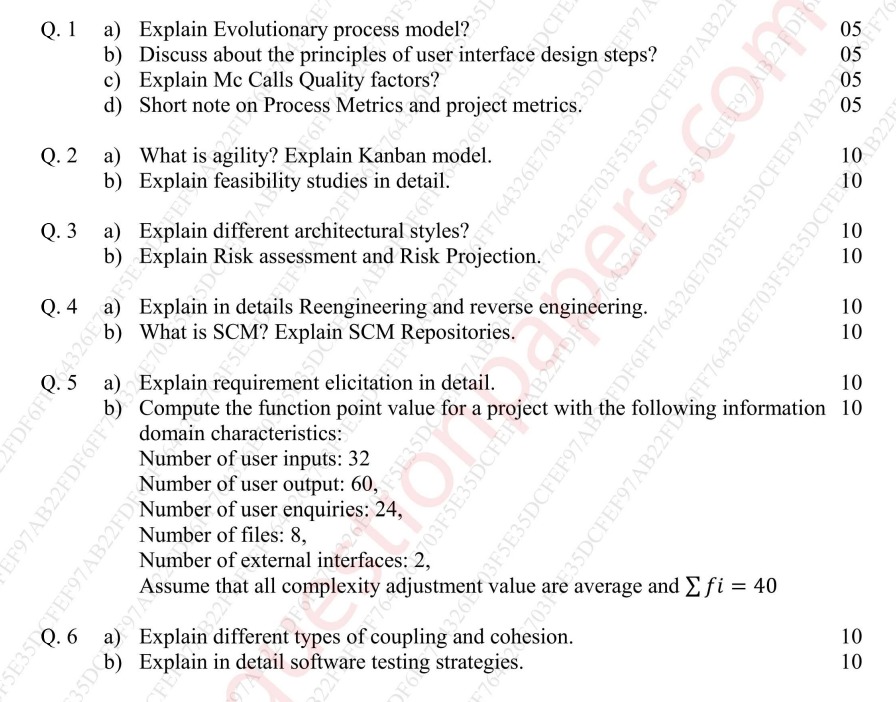 Q. 1 a) Explain Evolutionary process model? 05
b) Discuss about the principles of user interface design steps? 05
c) Explain Mc Calls Quality factors? 05
d) Short note on Process Metrics and project metrics. 05
Q. 2 a) What is agility? Explain Kanban model. 10
b) Explain feasibility studies in detail. 10
Q. 3 a) Explain different architectural styles? 10
b) Explain Risk assessment and Risk Projection. 10
Q. 4 a) Explain in details Reengineering and reverse engineering. 10
b) What is SCM? Explain SCM Repositories. 10
Q. 5 a) Explain requirement elicitation in detail. 10
b) Compute the function point value for a project with the following information 10
domain characteristics:
Number of user inputs: 32
Number of user output: 60,
Number of user enquiries: 24,
Number of files: 8,
Number of external interfaces: 2,
Assume that all complexity adjustment value are average and ∑ fi = 40
Q. 6 a) Explain different types of coupling and cohesion. 10
b) Explain in detail software testing strategies. 10
questionpapers.com